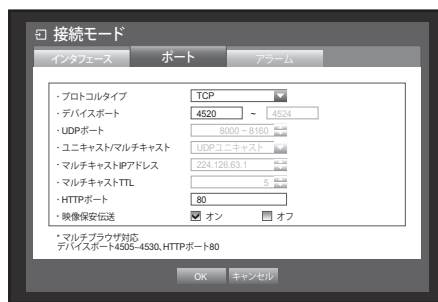 接続モード
インタフェース ポート アラーム
・プロトコルタイプ TCP
・デバイスポート 4520 ~ 4524
・UDPポート 8000 ~ 8160
・ユニキャスト/マルチキャスト UDPユニキャスト
・マルチキャストIPアドレス 224.126.63.1
・マルチキャストTTL 5
・HTTPポート 80
・映像保安伝送 オン オフ
* マルチブラウザ対応
デバイスポート4505~4530、HTTPポート80
OK キャンセル